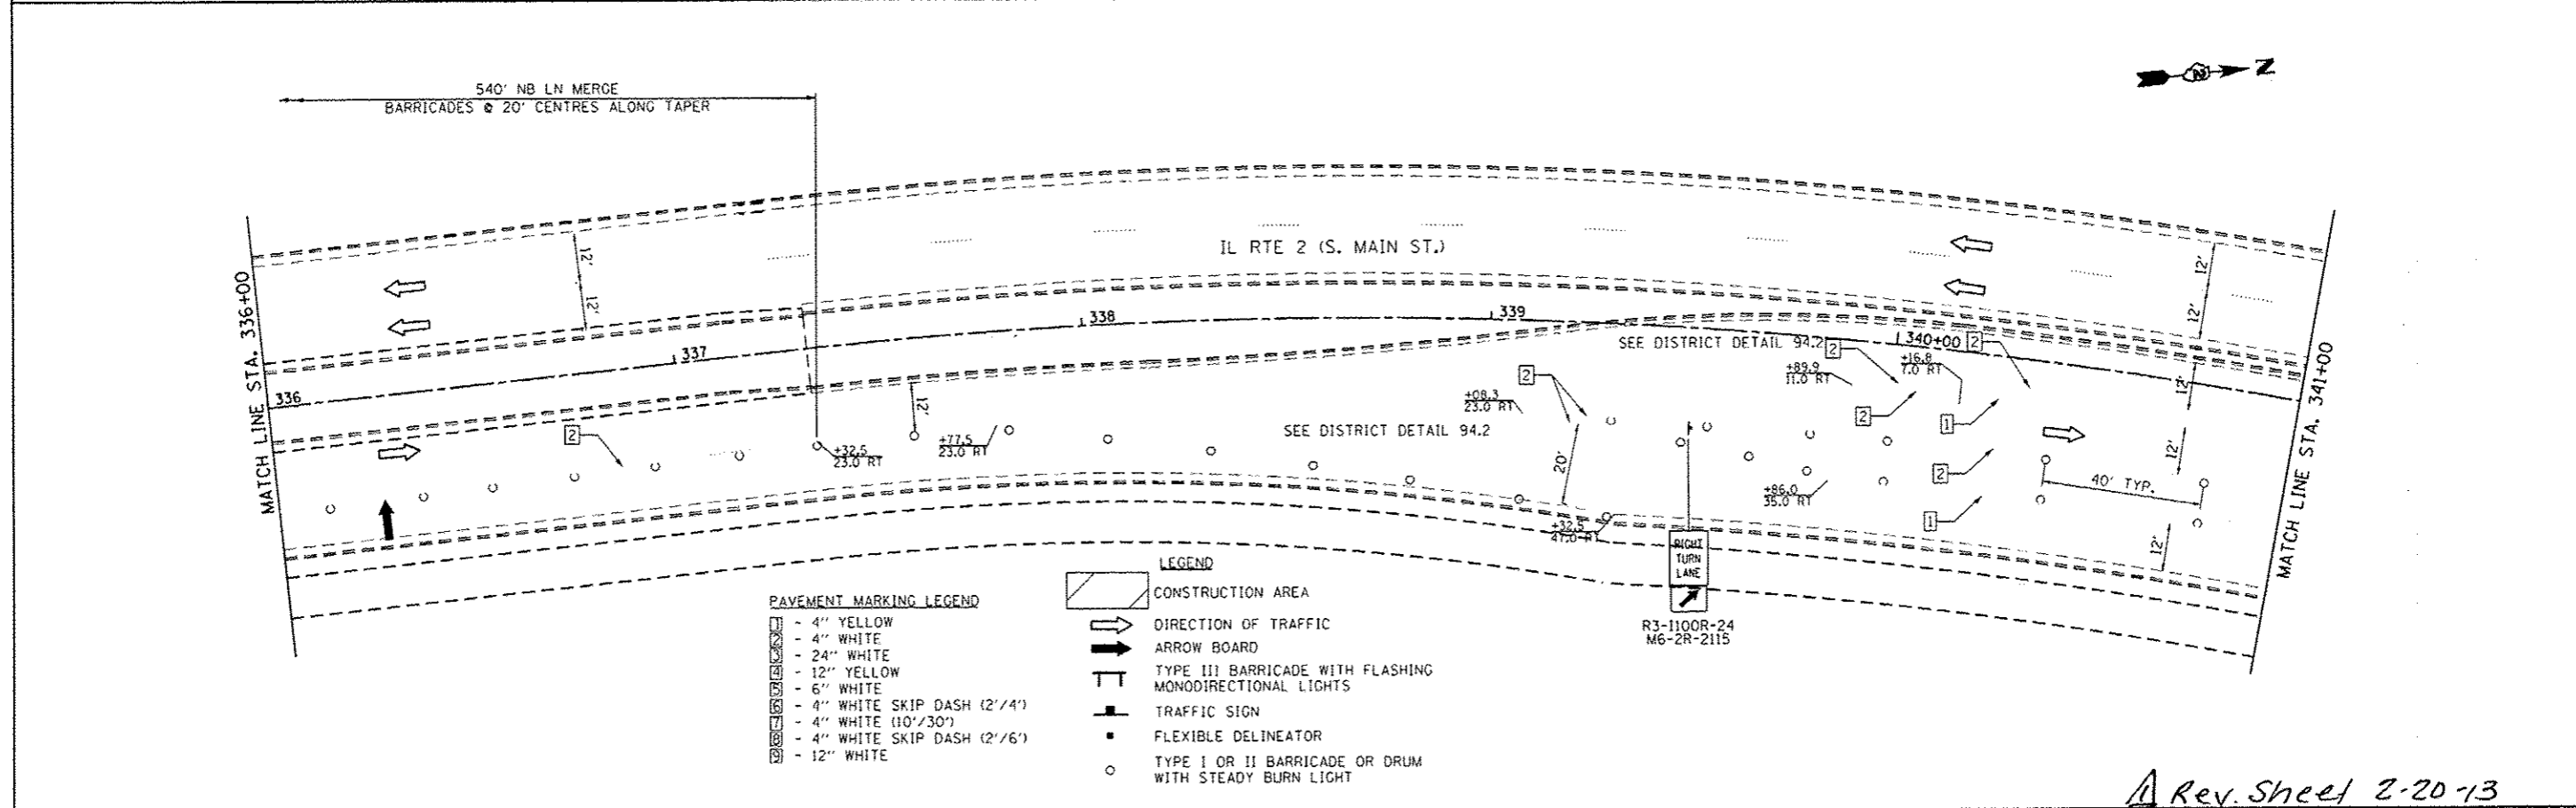 540' NB LN MERGE
BARRICADES @ 20' CENTRES ALONG TAPER
N
MATCH LINE STA. 336+00
12'
12'
IL RTE 2 (S. MAIN ST.)
12'
12'
336
337
338
339
340+00
SEE DISTRICT DETAIL 94.2
2
2
+16.8
7.0 RT
+89.9
11.0 RT
2
+08.3
23.0 RT
2
1
12'
12'
12'
SEE DISTRICT DETAIL 94.2
2
12'
+32.5
23.0 RT
+77.5
23.0 RT
20'
+86.0
35.0 RT
2
1
40' TYP.
+32.5
47.0 RT
MATCH LINE STA. 341+00
RIGHT
TURN
LANE
R3-I100R-24
M6-2R-2115
PAVEMENT MARKING LEGEND
1 - 4" YELLOW
2 - 4" WHITE
3 - 24" WHITE
4 - 12" YELLOW
5 - 6" WHITE
6 - 4" WHITE SKIP DASH (2'/4')
7 - 4" WHITE (10'/30')
8 - 4" WHITE SKIP DASH (2'/6')
9 - 12" WHITE
LEGEND
CONSTRUCTION AREA
DIRECTION OF TRAFFIC
ARROW BOARD
TYPE III BARRICADE WITH FLASHING
MONODIRECTIONAL LIGHTS
TRAFFIC SIGN
FLEXIBLE DELINEATOR
TYPE I OR II BARRICADE OR DRUM
WITH STEADY BURN LIGHT
1 Rev. Sheet 2-20-13